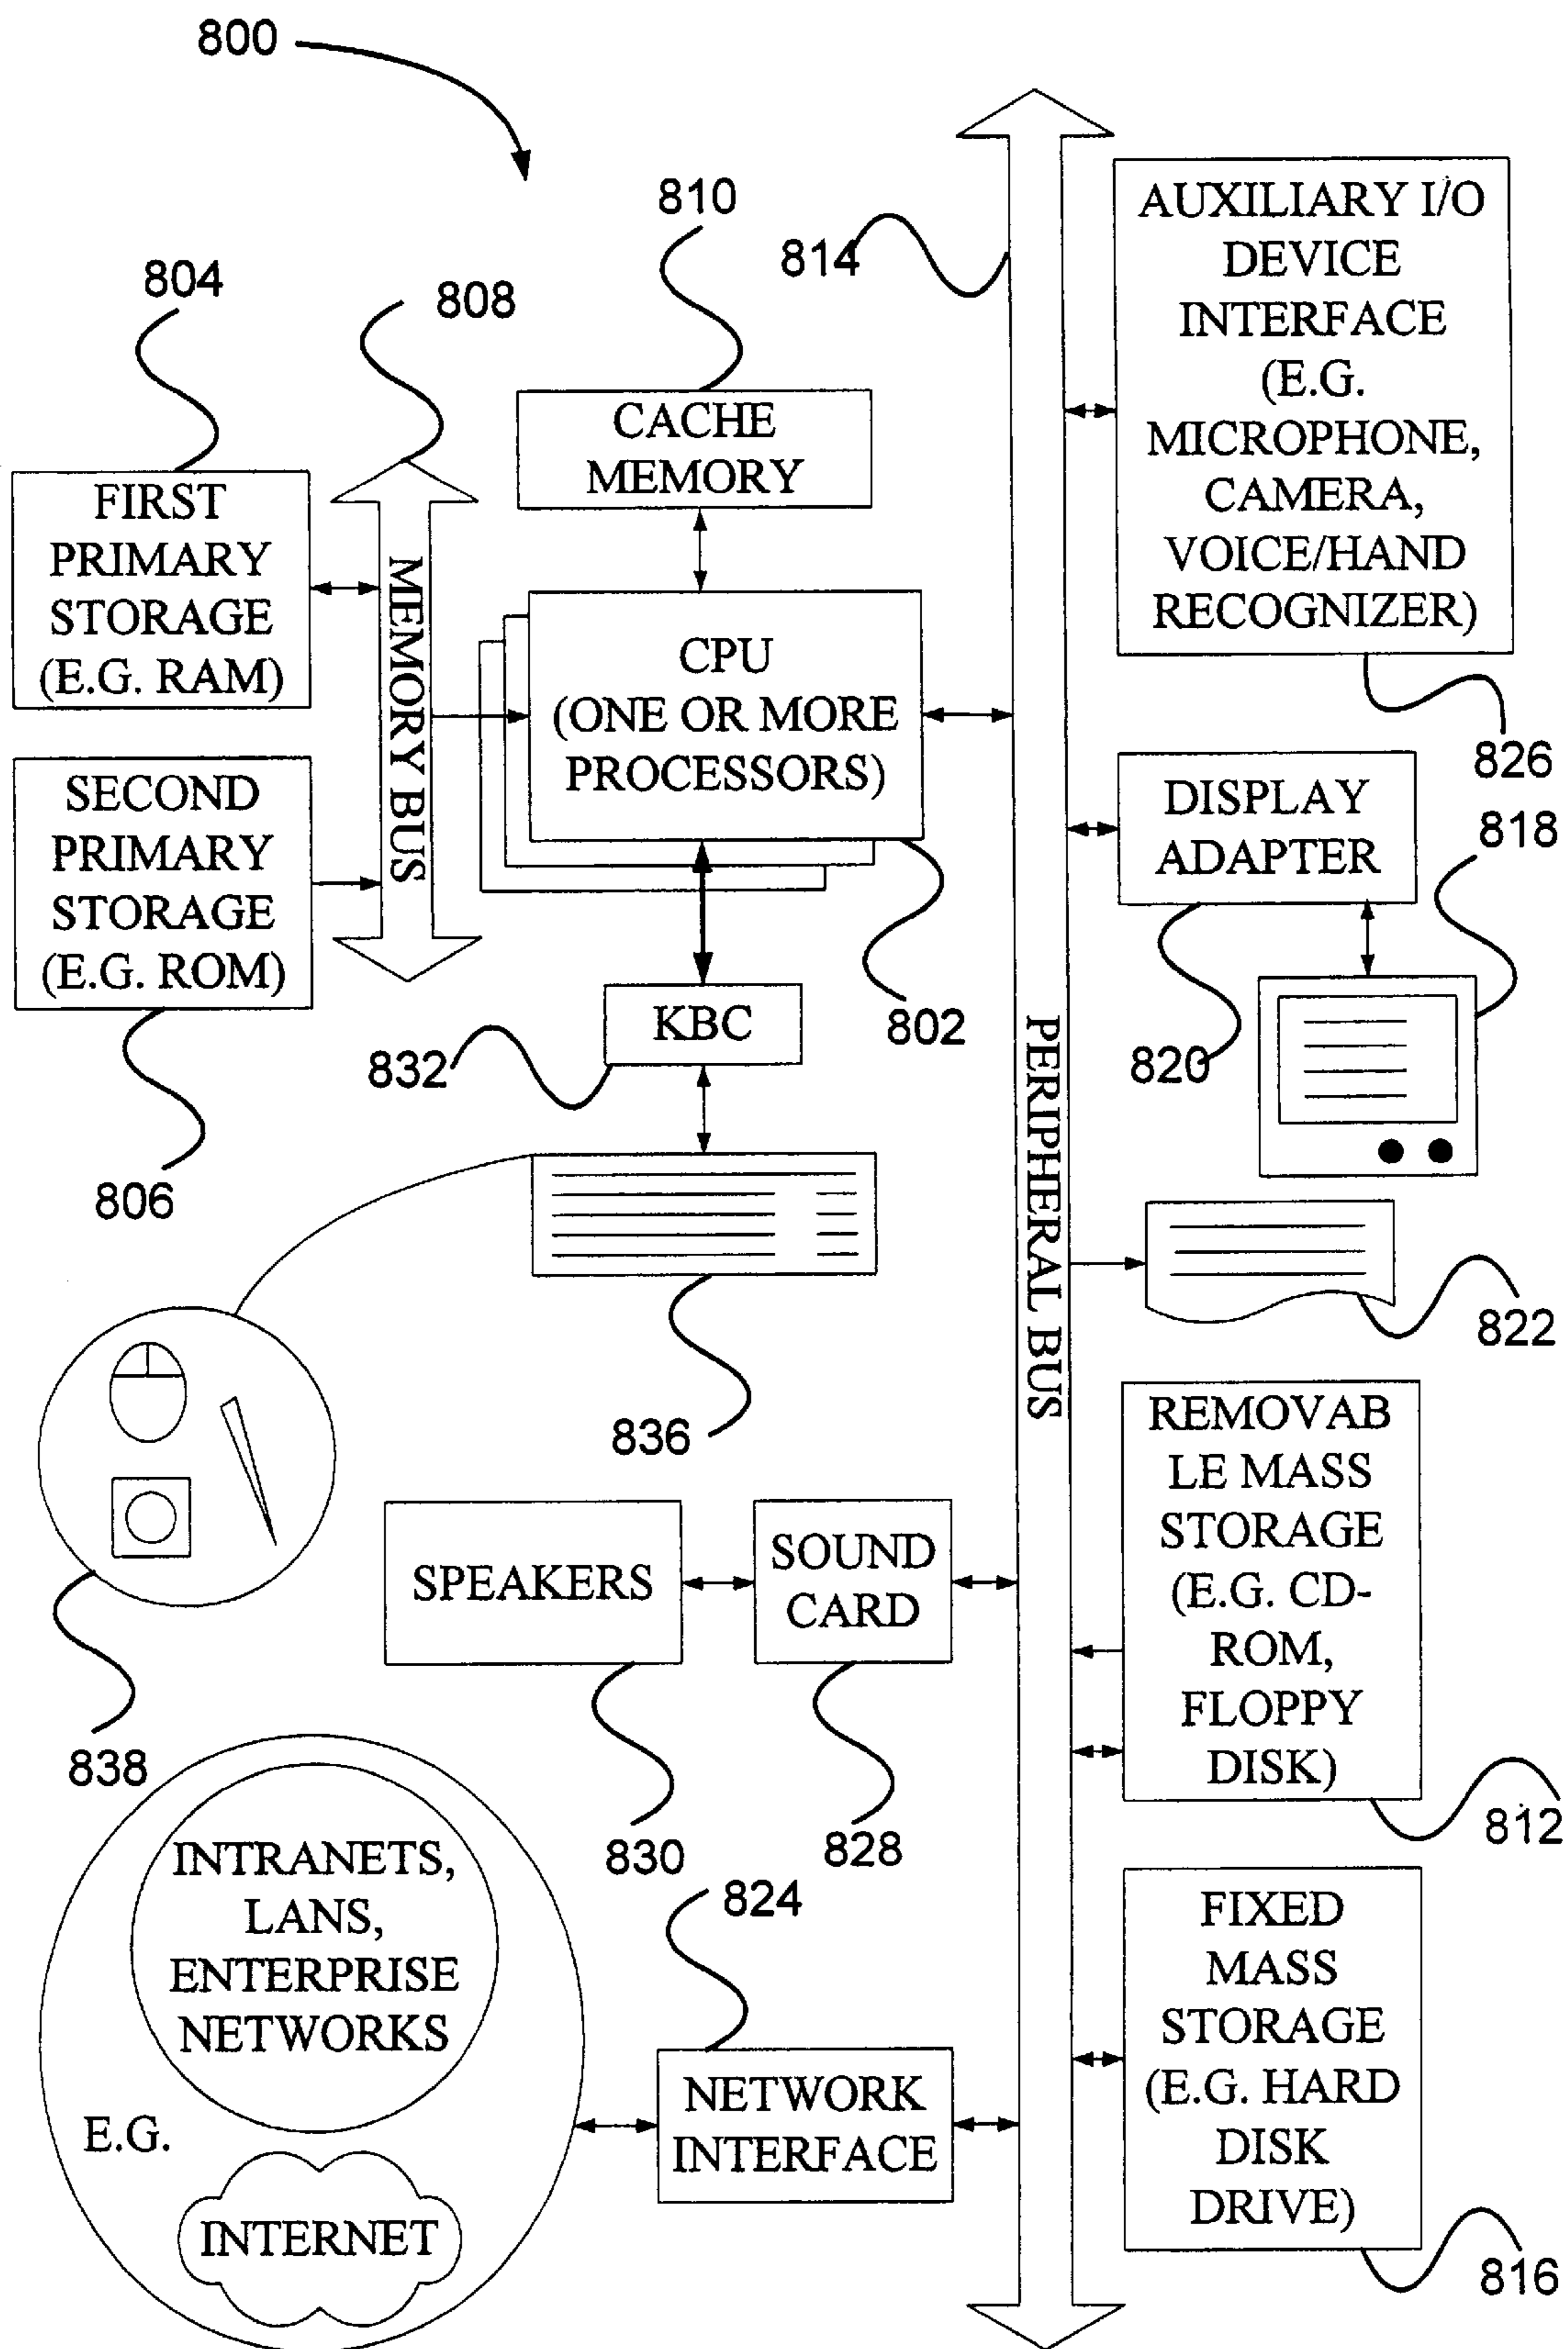 800
810
814
804
808
AUXILIARY I/O
DEVICE
INTERFACE
(E.G.
MICROPHONE,
CAMERA,
VOICE/HAND
RECOGNIZER)
826
CACHE
MEMORY
FIRST
PRIMARY
STORAGE
(E.G. RAM)
MEMORY BUS
CPU
(ONE OR MORE
PROCESSORS)
802
SECOND
PRIMARY
STORAGE
(E.G. ROM)
806
DISPLAY
ADAPTER
818
820
KBC
832
PERIPHERAL BUS
822
836
838
SPEAKERS
830
SOUND
CARD
828
REMOVAB
LE MASS
STORAGE
(E.G. CD-
ROM,
FLOPPY
DISK)
812
INTRANETS,
LANS,
ENTERPRISE
NETWORKS
E.G.
INTERNET
824
NETWORK
INTERFACE
FIXED
MASS
STORAGE
(E.G. HARD
DISK
DRIVE)
816